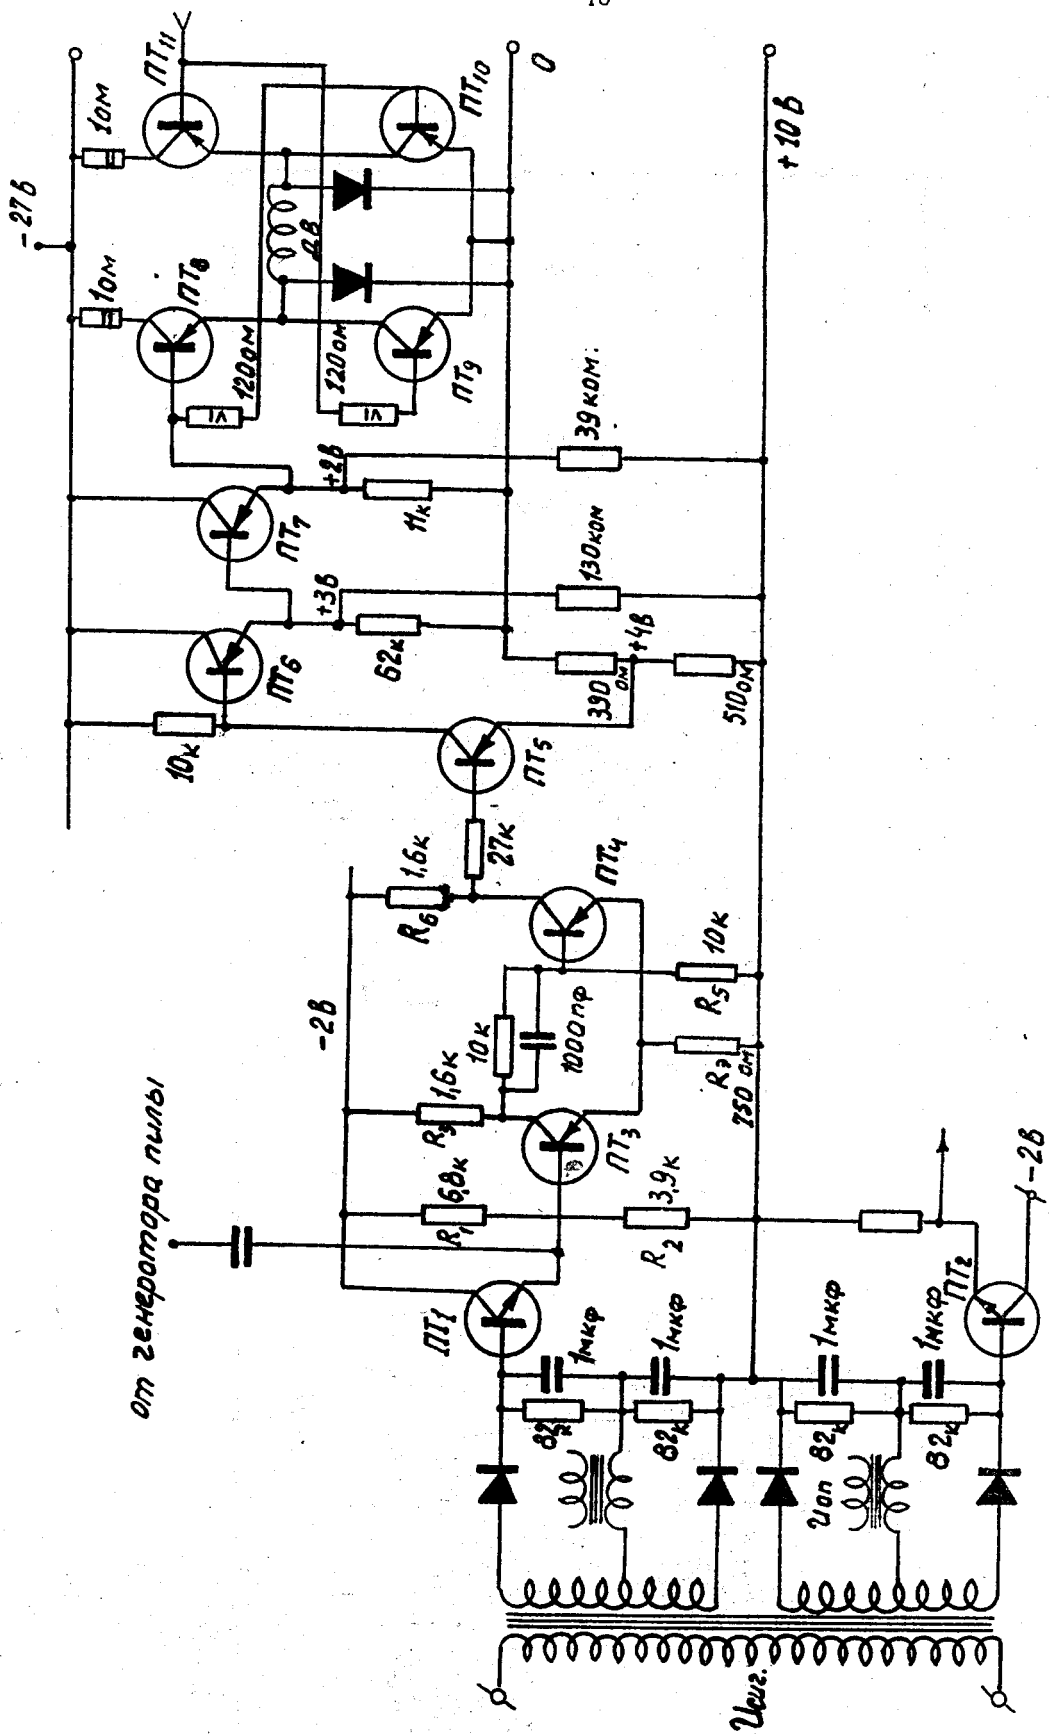 -27в
1ом
ПТ11
1ом
ПТ8
120ом
дв
120ом
ПТ10
ПТ9
0
+10в
+2в
39ком.
11к
ПТ7
130ком
+3в
62к
ПТ6
10к
390 ом
+4в
510ом
ПТ5
27к
1,6к
R6
ПТ4
-2в
10к
R5
10к
1000пф
1,6к
R3
ПТ3
Rэ
750 ом
6,8к
R1
3,9к
R2
от генератора пилы
ПТ1
1мкф
1мкф
82к
82к
ПТ2
-2в
1мкф
1мкф
82к
82к
Uоп
Uсиг.